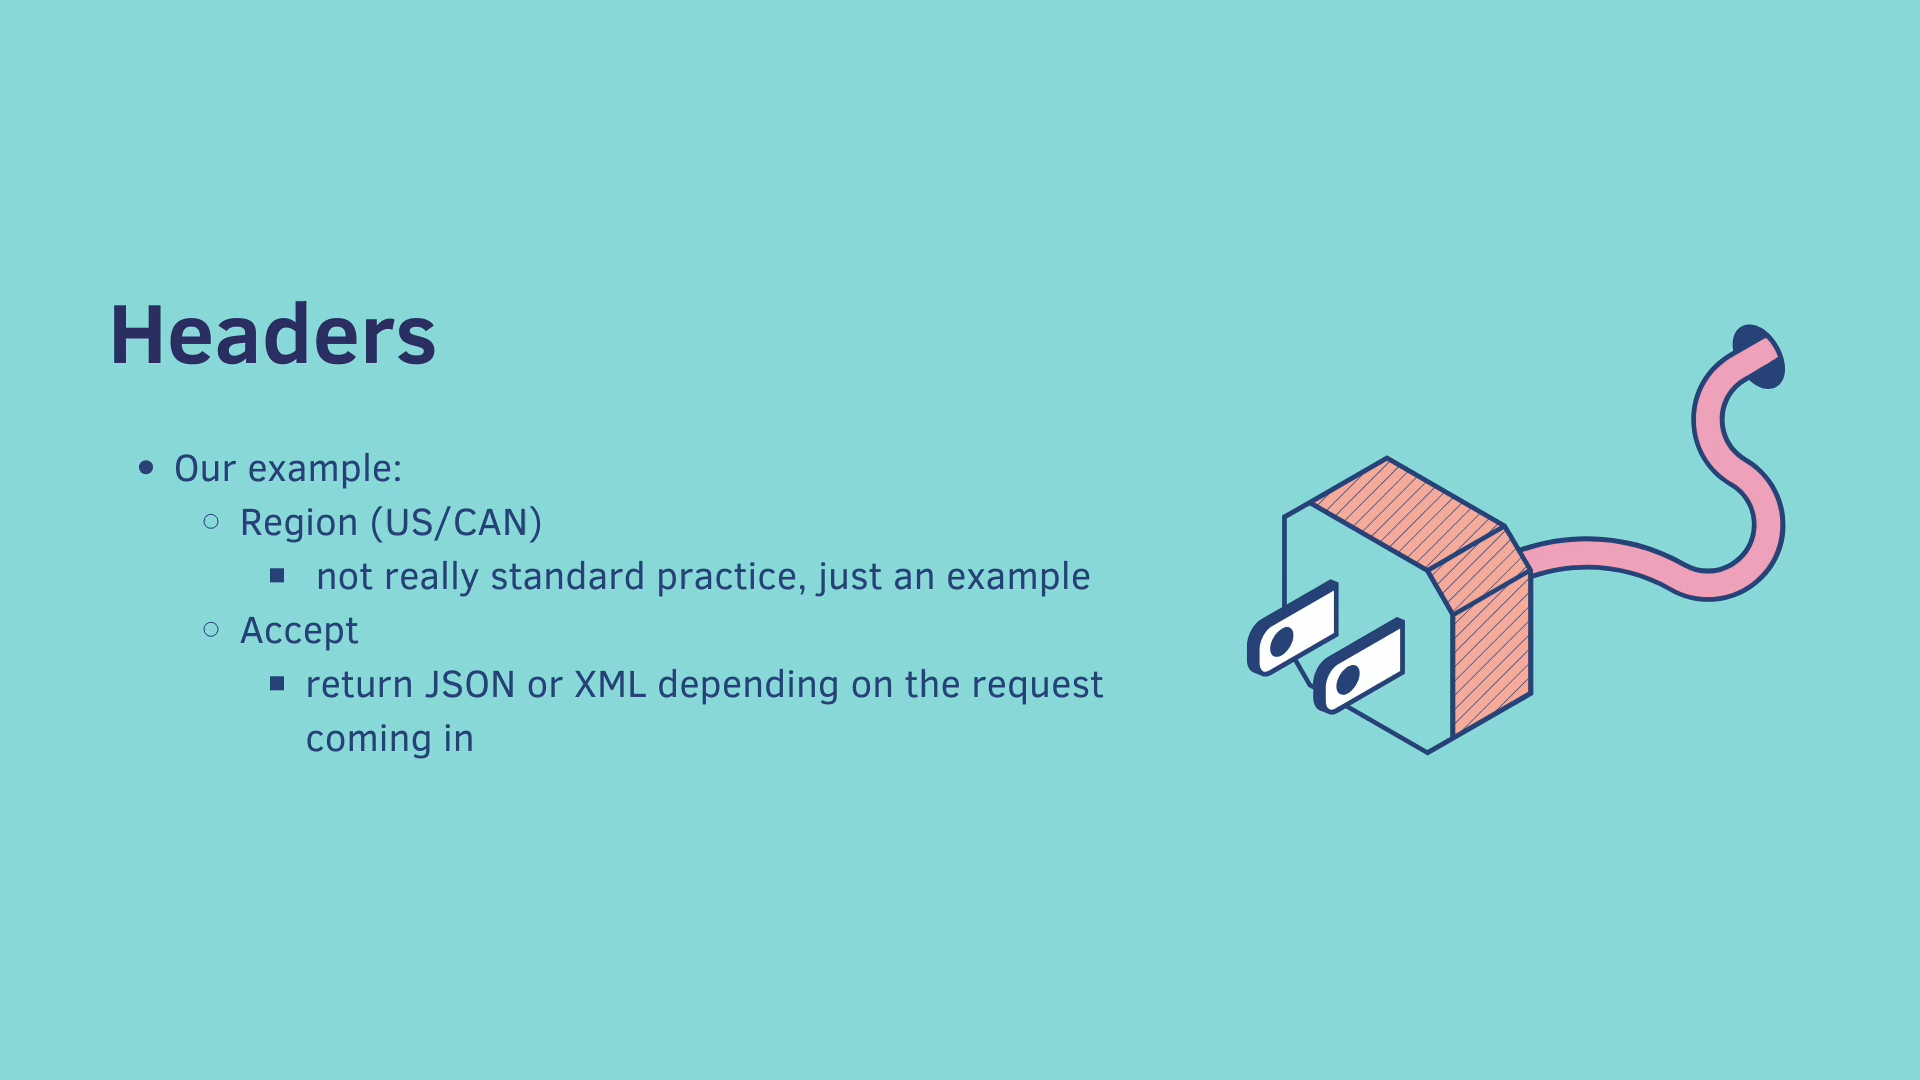 Headers
Our example:
Region (US/CAN)
not really standard practice, just an example
Accept
return JSON or XML depending on the request
coming in